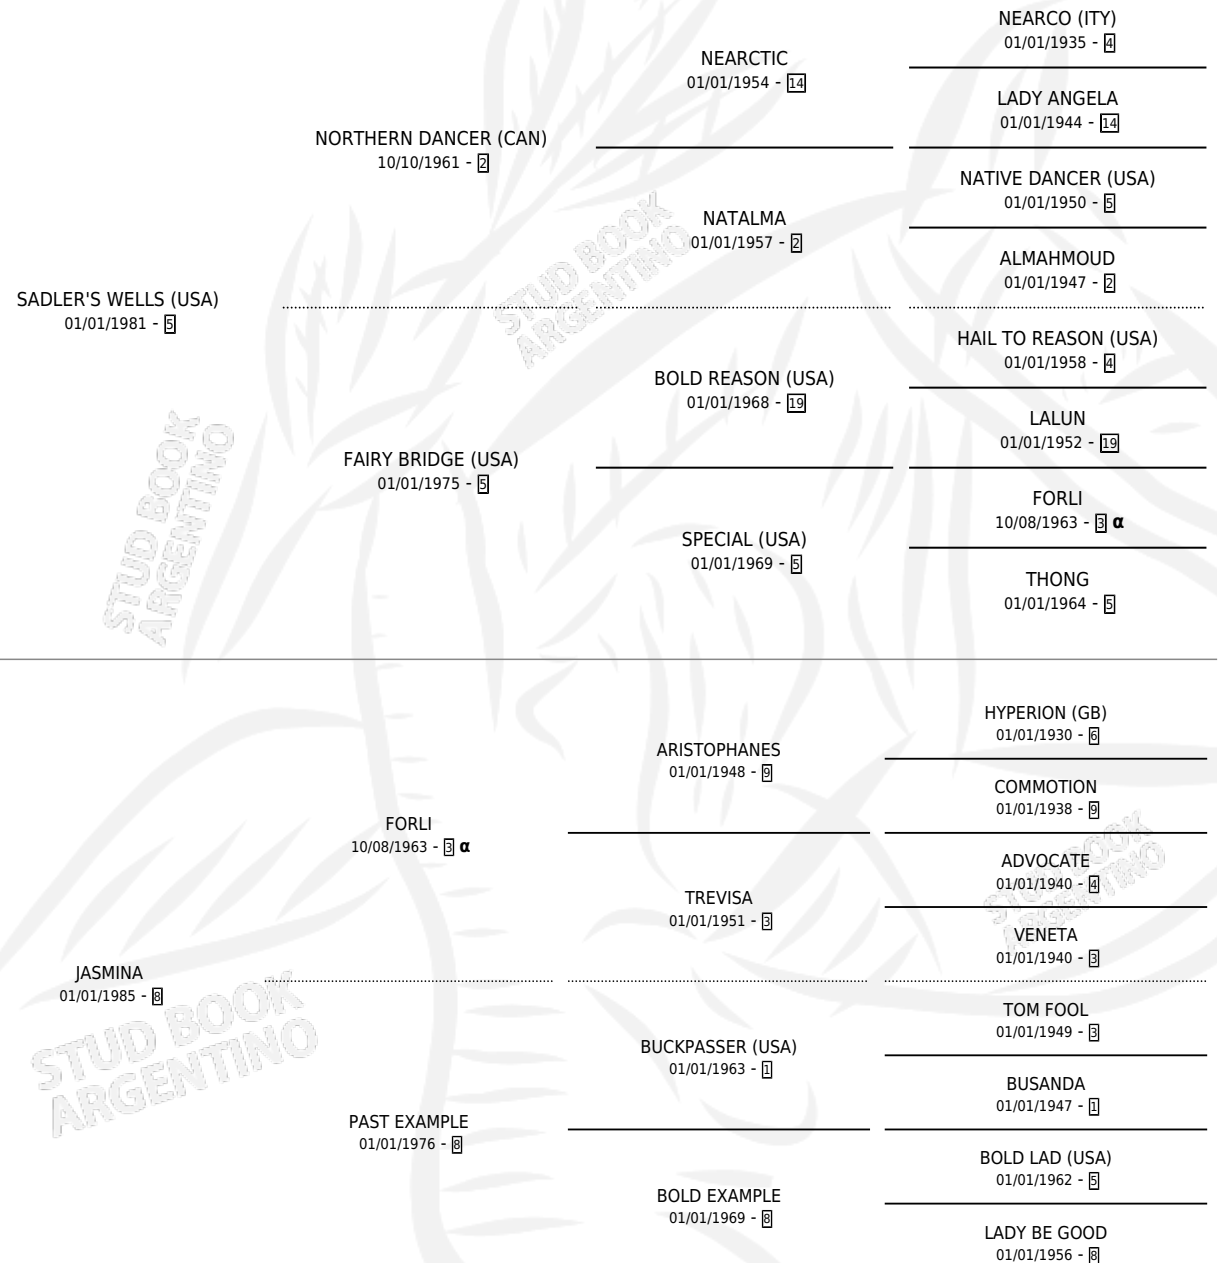 NEARCO (ITY)
01/01/1935 - 4
NEARCTIC
01/01/1954 - 14
LADY ANGELA
01/01/1944 - 14
NORTHERN DANCER (CAN)
10/10/1961 - 2
NATIVE DANCER (USA)
01/01/1950 - 5
NATALMA
01/01/1957 - 2
ALMAHMOUD
01/01/1947 - 2
SADLER'S WELLS (USA)
01/01/1981 - 5
HAIL TO REASON (USA)
01/01/1958 - 4
BOLD REASON (USA)
01/01/1968 - 19
LALUN
01/01/1952 - 19
FAIRY BRIDGE (USA)
01/01/1975 - 5
FORLI
10/08/1963 - 3 α
SPECIAL (USA)
01/01/1969 - 5
THONG
01/01/1964 - 5
HYPERION (GB)
01/01/1930 - 6
ARISTOPHANES
01/01/1948 - 9
COMMOTION
01/01/1938 - 9
FORLI
10/08/1963 - 3 α
ADVOCATE
01/01/1940 - 4
TREVISA
01/01/1951 - 3
VENETA
01/01/1940 - 3
JASMINA
01/01/1985 - 8
TOM FOOL
01/01/1949 - 3
BUCKPASSER (USA)
01/01/1963 - 1
BUSANDA
01/01/1947 - 1
PAST EXAMPLE
01/01/1976 - 8
BOLD LAD (USA)
01/01/1962 - 5
BOLD EXAMPLE
01/01/1969 - 8
LADY BE GOOD
01/01/1956 - 8
STUD BOOK
ARGENTINO
STUD BOOK
ARGENTINO
STUD BOOK
ARGENTINO
STUD BOOK
ARGENTINO